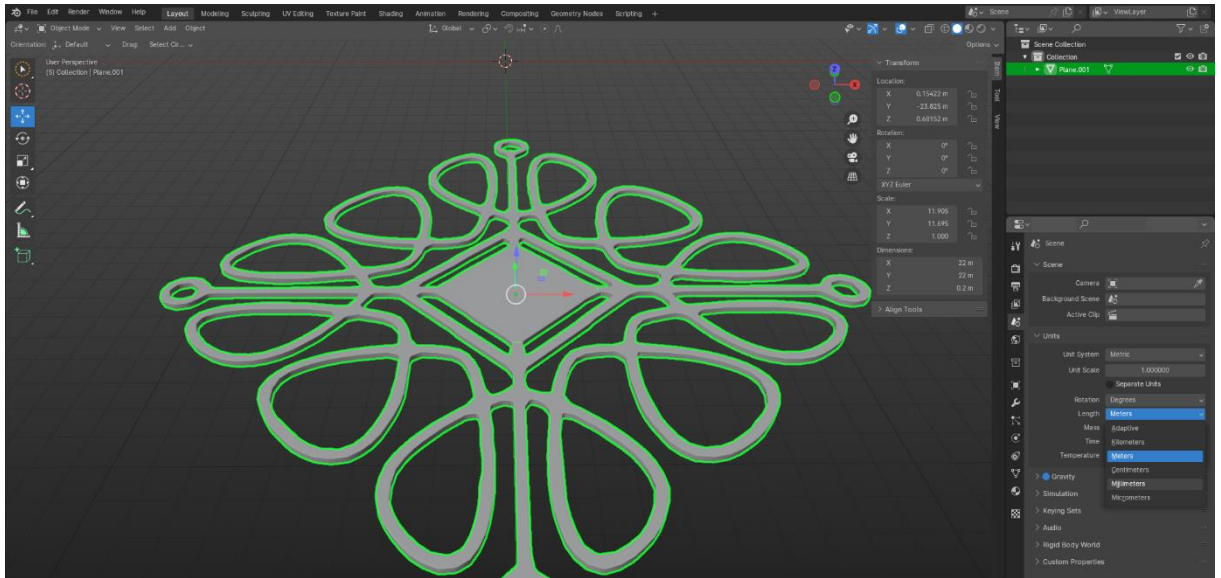 File Edit Render Window Help Layout Modeling Sculpting UV Editing Texture Paint Shading Animation Rendering Compositing Geometry Nodes Scripting + Scene ViewLayer
Object Mode View Select Add Object Global
Orientation: Default Drag Select Cir... Options
User Perspective
(5) Collection | Plane.001
Z
X
Transform
Location:
X 0.15422 m
Y -23.825 m
Z 0.68152 m
Rotation:
X 0°
Y 0°
Z 0°
XYZ Euler
Scale:
X 11.905
Y 11.695
Z 1.000
Dimensions:
X 22 m
Y 22 m
Z 0.2 m
Align Tools
Item
Tool
View
Scene Collection
Collection
Plane.001
Scene
Scene
Camera
Background Scene
Active Clip
Units
Unit System Metric
Unit Scale 1.000000
Separate Units
Rotation Degrees
Length Meters
Mass Adaptive
Time Kilometers
Temperature Meters
Centimeters
Gravity Millimeters
Simulation Micrometers
Keying Sets
Audio
Rigid Body World
Custom Properties